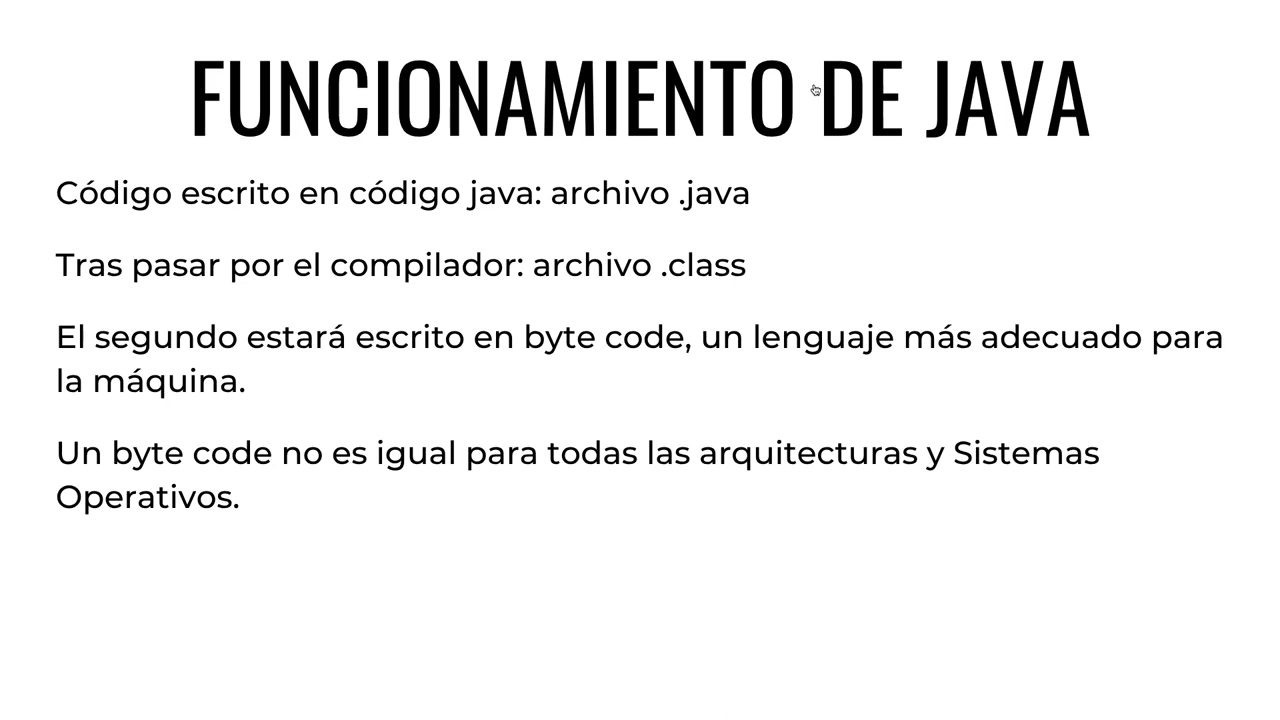 FUNCIONAMIENTO DE JAVA
Código escrito en código java: archivo .java
Tras pasar por el compilador: archivo .class
El segundo estará escrito en byte code, un lenguaje más adecuado para
la máquina.
Un byte code no es igual para todas las arquitecturas y Sistemas
Operativos.